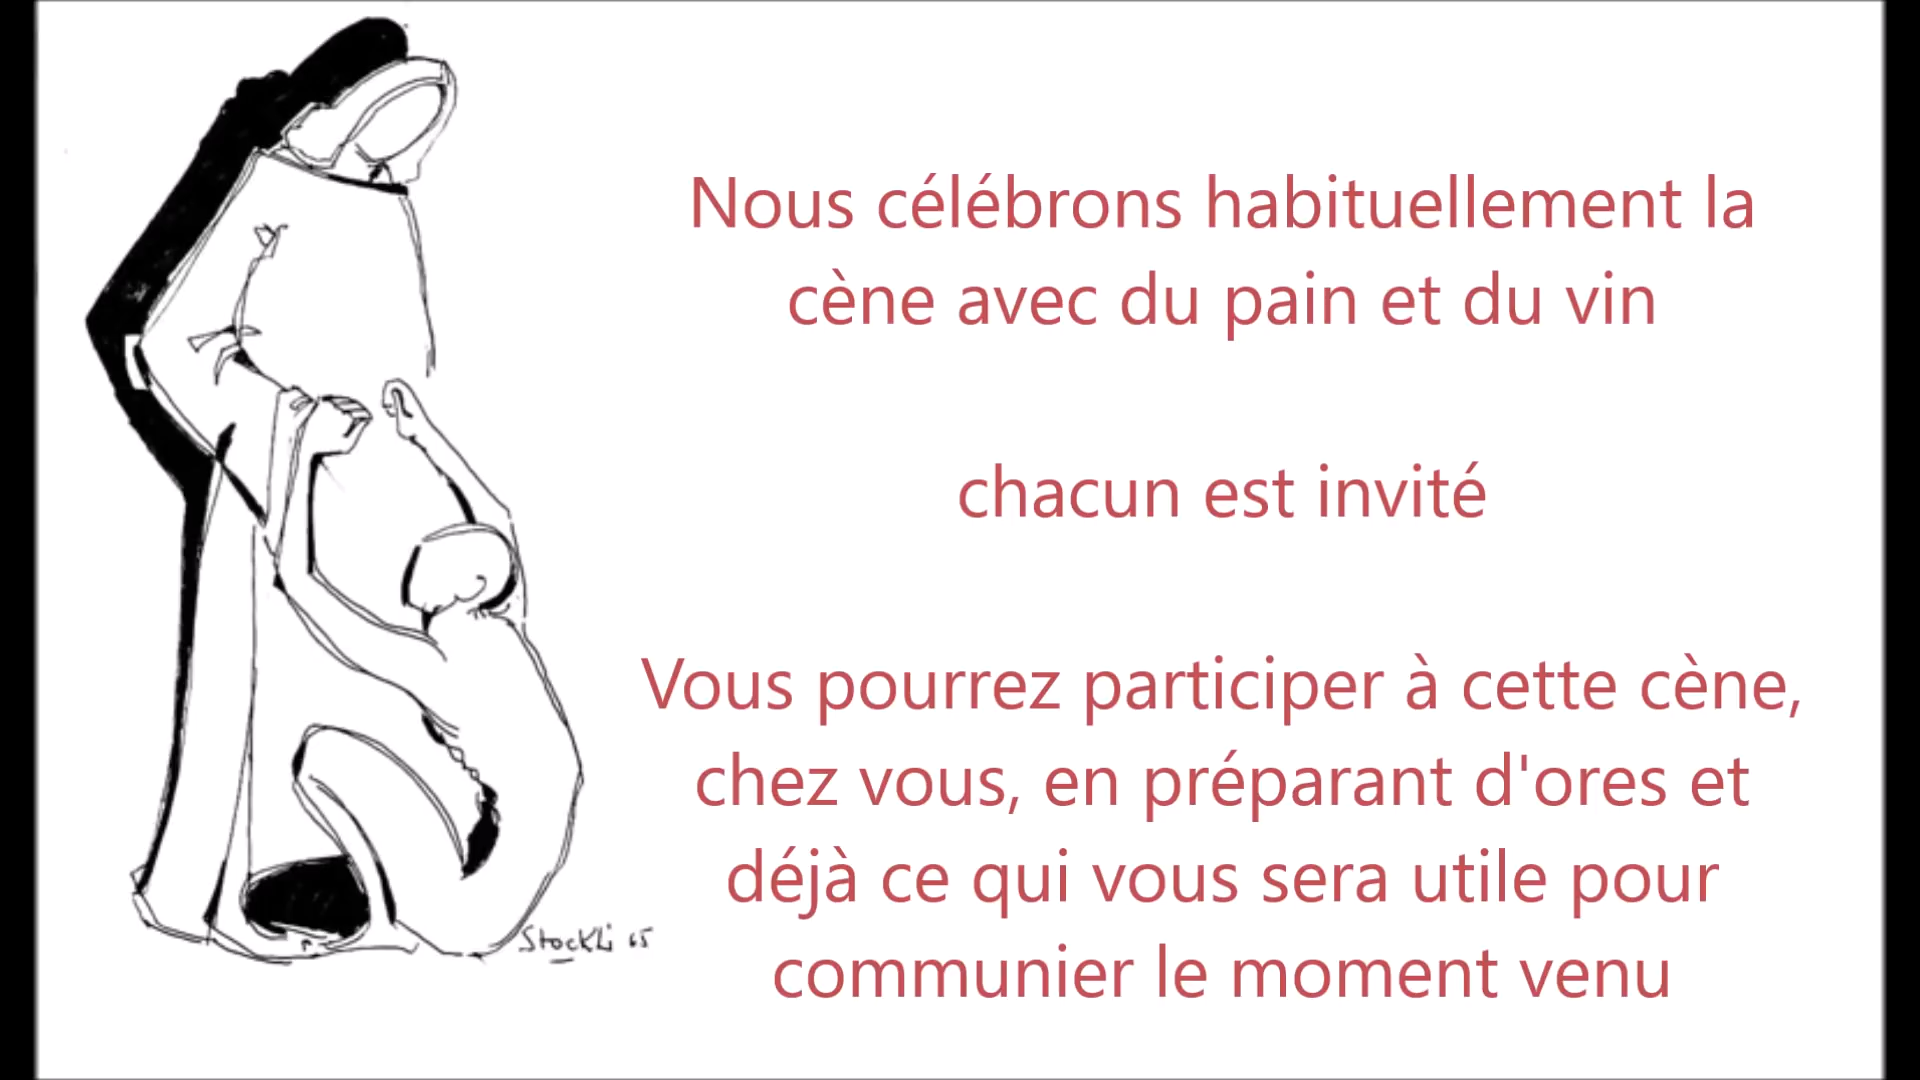 Nous célébrons habituellement la
cène avec du pain et du vin
chacun est invité
Vous pourrez participer à cette cène,
chez vous, en préparant d'ores et
déjà ce qui vous sera utile pour
communier le moment venu
Stockli 65